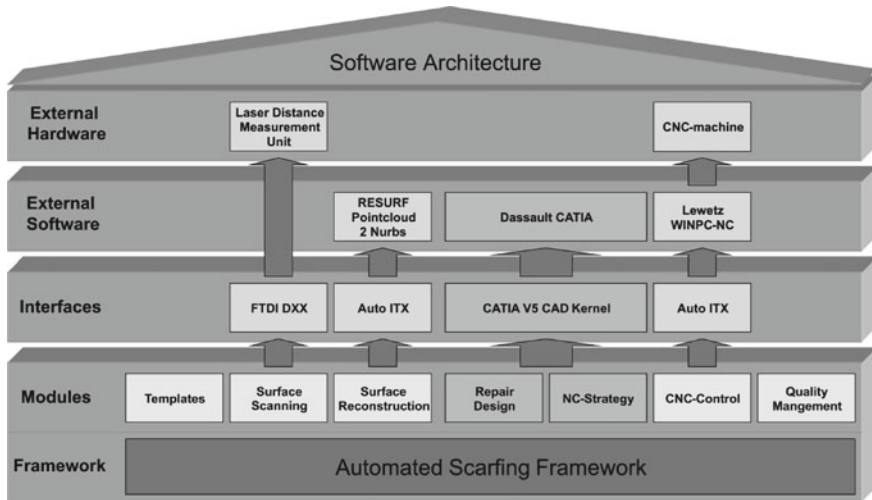 Software Architecture
External
Hardware
Laser Distance
Measurement
Unit
CNC-machine
External
Software
RESURF
Pointcloud
2 Nurbs
Dassault CATIA
Lewetz
WINPC-NC
Interfaces
FTDI DXX
Auto ITX
CATIA V5 CAD Kernel
Auto ITX
Modules
Templates
Surface
Scanning
Surface
Reconstruction
Repair
Design
NC-Strategy
CNC-Control
Quality
Mangement
Framework
Automated Scarfing Framework